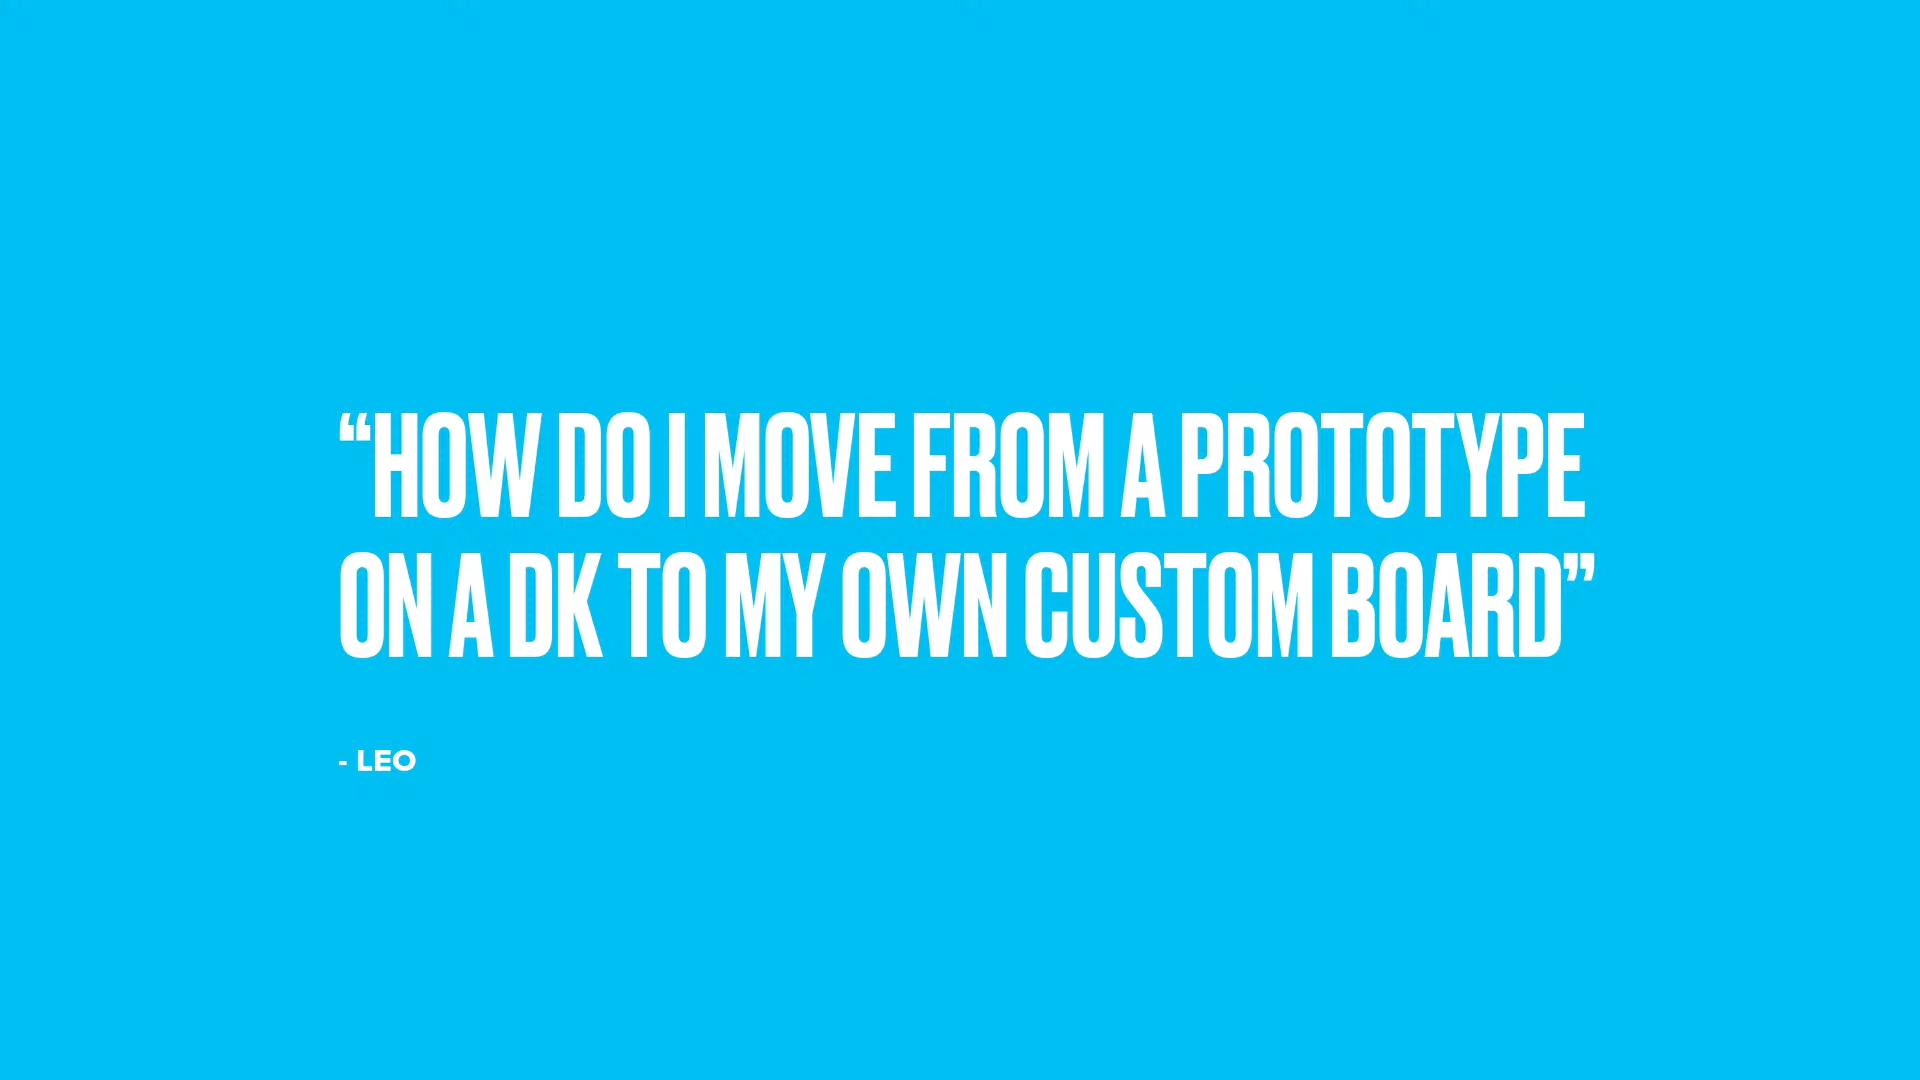 “HOW DO I MOVE FROM A PROTOTYPE
ON A DK TO MY OWN CUSTOM BOARD”
- LEO